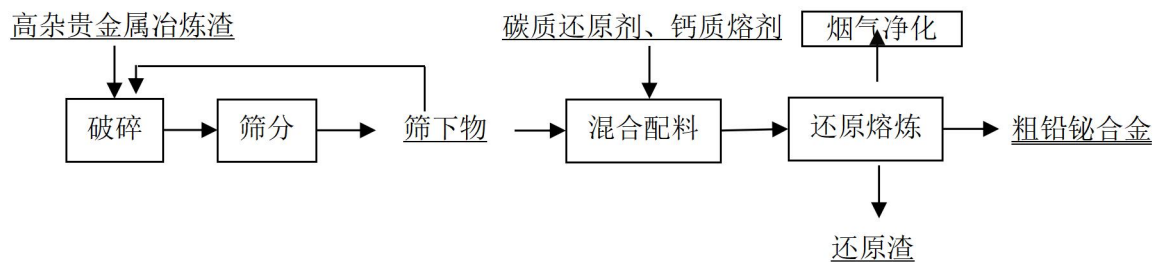 高杂贵金属冶炼渣
碳质还原剂、钙质熔剂
烟气净化
破碎
筛分
筛下物
混合配料
还原熔炼
粗铅铋合金
还原渣